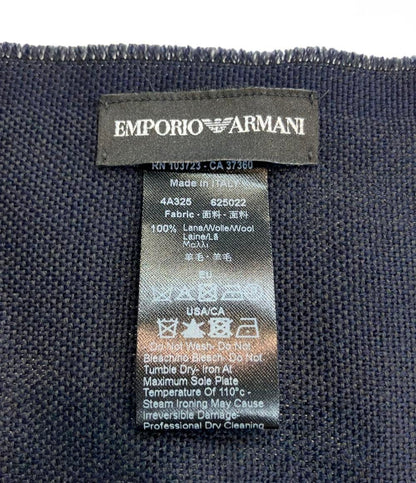 EMPORIO ARMANI
RN 103723 - CA 37360
Made in ITALY
4A325 625022
Fabric・面料・面料
100% Lana/Wolle/Wool
Laine/Lã
Μαλλί
羊毛・羊毛
EU
USA/CA
Do Not Wash- Do Not
Bleach/no Bleach- Do Not
Tumble Dry- Iron At
Maximum Sole Plate
Temperature Of 110°c -
Steam Ironing May Cause
Irreversible Damage-
Professional Dry Cleaning